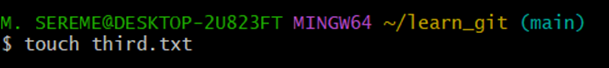 M. SEREME@DESKTOP-2U823FT MINGW64 ~/learn_git (main)
$ touch third.txt